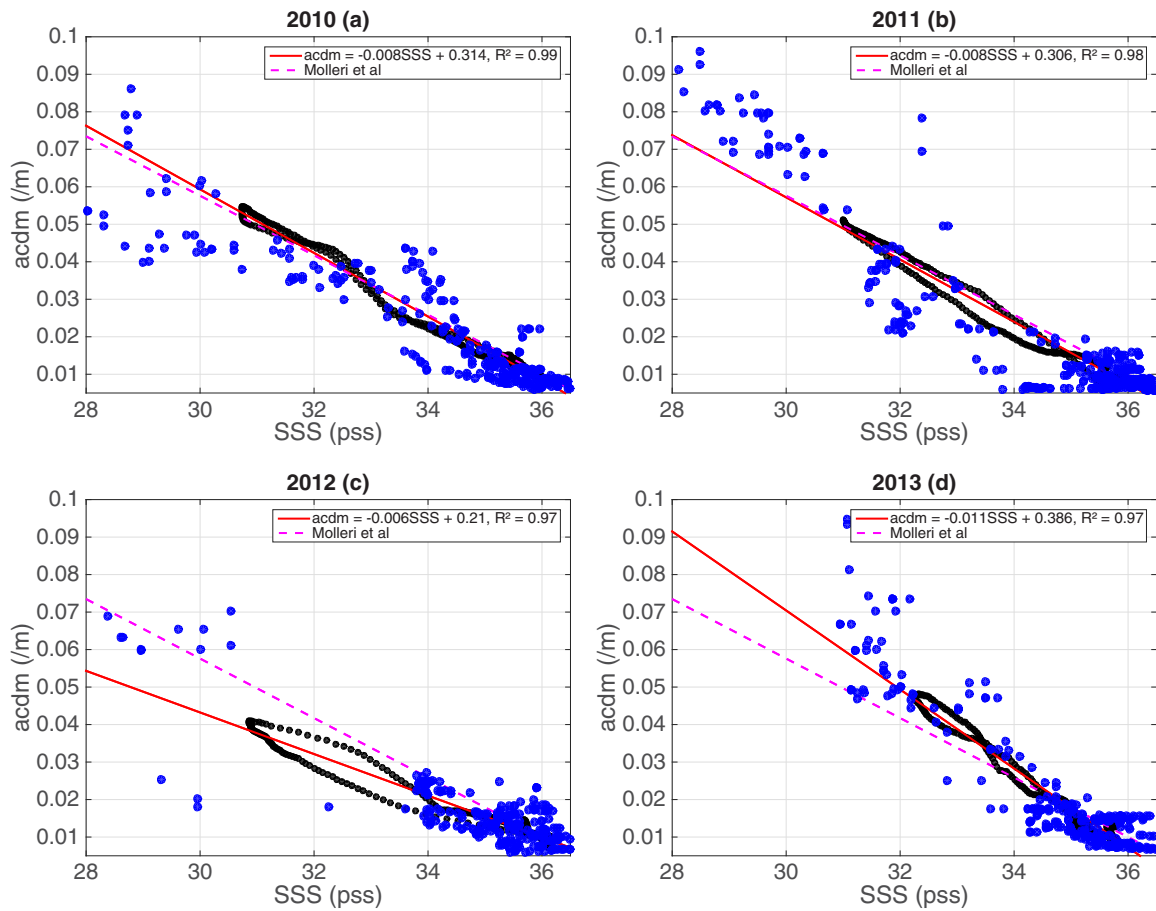 2010 (a)
acdm = -0.008SSS + 0.314, R² = 0.99
Molleri et al
0.1
0.09
0.08
0.07
0.06
0.05
0.04
0.03
0.02
0.01
acdm (/m)
28 30 32 34 36
SSS (pss)
2011 (b)
acdm = -0.008SSS + 0.306, R² = 0.98
Molleri et al
0.1
0.09
0.08
0.07
0.06
0.05
0.04
0.03
0.02
0.01
acdm (/m)
28 30 32 34 36
SSS (pss)
2012 (c)
acdm = -0.006SSS + 0.21, R² = 0.97
Molleri et al
0.1
0.09
0.08
0.07
0.06
0.05
0.04
0.03
0.02
0.01
acdm (/m)
28 30 32 34 36
SSS (pss)
2013 (d)
acdm = -0.011SSS + 0.386, R² = 0.97
Molleri et al
0.1
0.09
0.08
0.07
0.06
0.05
0.04
0.03
0.02
0.01
acdm (/m)
28 30 32 34 36
SSS (pss)